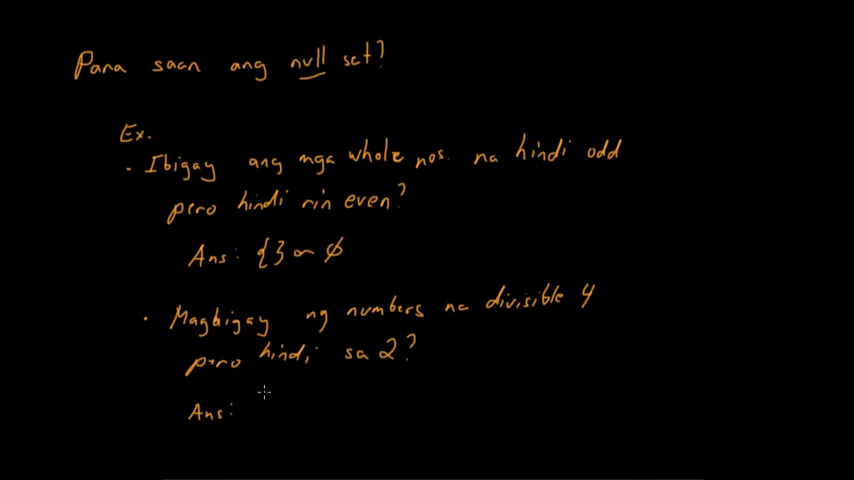 Para saan ang null set?
Ex.
• Ibigay ang mga whole nos. na hindi odd
pero hindi rin even?
Ans: {} or ∅
• Magbigay ng numbers na divisible 4
pero hindi sa 2?
Ans: